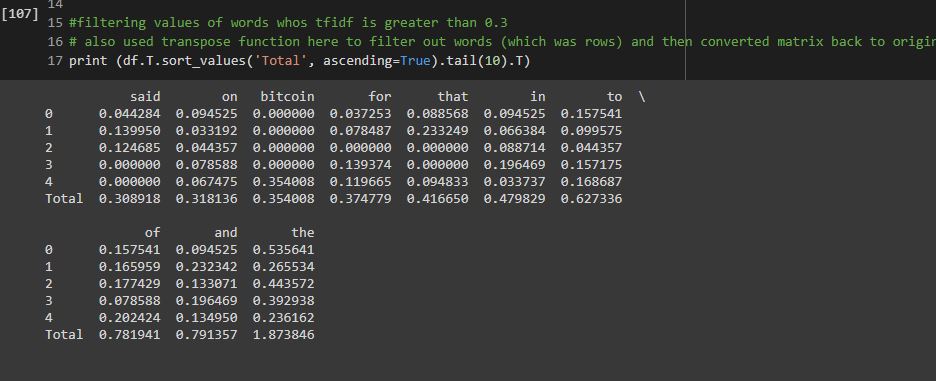 14
[107] 15 #filtering values of words whos tfidf is greater than 0.3
16 # also used transpose function here to filter out words (which was rows) and then converted matrix back to origin
17 print (df.T.sort_values('Total', ascending=True).tail(10).T)
said on bitcoin for that in to \
0 0.044284 0.094525 0.000000 0.037253 0.088568 0.094525 0.157541
1 0.139950 0.033192 0.000000 0.078487 0.233249 0.066384 0.099575
2 0.124685 0.044357 0.000000 0.000000 0.000000 0.088714 0.044357
3 0.000000 0.078588 0.000000 0.139374 0.000000 0.196469 0.157175
4 0.000000 0.067475 0.354008 0.119665 0.094833 0.033737 0.168687
Total 0.308918 0.318136 0.354008 0.374779 0.416650 0.479829 0.627336
of and the
0 0.157541 0.094525 0.535641
1 0.165959 0.232342 0.265534
2 0.177429 0.133071 0.443572
3 0.078588 0.196469 0.392938
4 0.202424 0.134950 0.236162
Total 0.781941 0.791357 1.873846